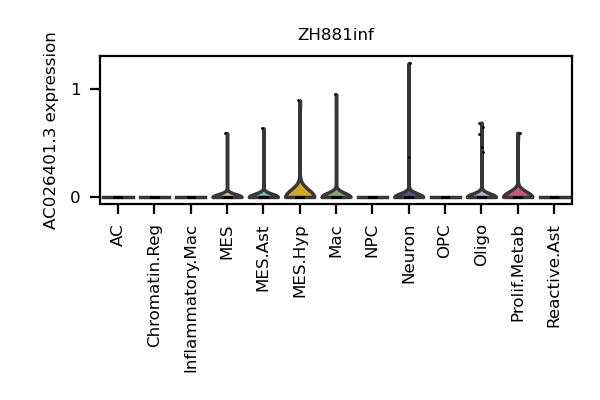 ZH881inf
AC026401.3 expression
1
0
AC
Chromatin.Reg
Inflammatory.Mac
MES
MES.Ast
MES.Hyp
Mac
NPC
Neuron
OPC
Oligo
Prolif.Metab
Reactive.Ast